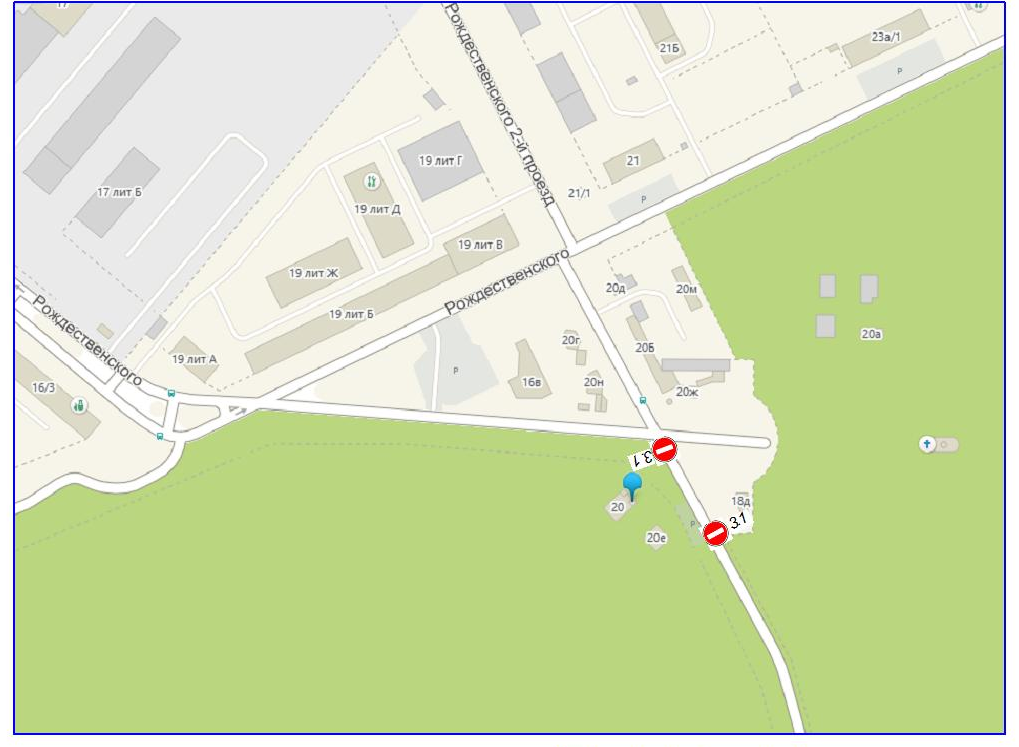 17
23а/1
21Б
Р
Рождественского 2-й проезд
19 лит Г
21
17 лит Б
21/1
Р
19 лит Д
19 лит В
19 лит Ж
Рождественского
20д
20м
Рождественского
19 лит Б
20а
20г
20Б
19 лит А
Р
16в
20н
20ж
16/3
3.1
20
18д
3.1
Р
20е